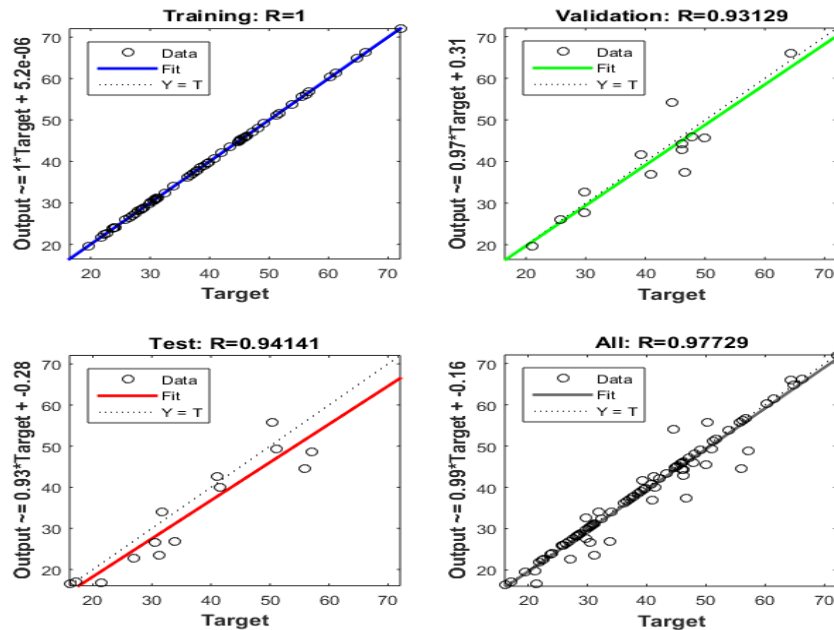 Training: R=1
Output ~= 1*Target + 5.2e-06
70
60
50
40
30
20
Data
Fit
Y = T
20 30 40 50 60 70
Target
Validation: R=0.93129
Output ~= 0.97*Target + 0.31
70
60
50
40
30
20
Data
Fit
Y = T
20 30 40 50 60 70
Target
Test: R=0.94141
Output ~= 0.93*Target + -0.28
70
60
50
40
30
20
Data
Fit
Y = T
20 30 40 50 60 70
Target
All: R=0.97729
Output ~= 0.99*Target + -0.16
70
60
50
40
30
20
Data
Fit
Y = T
20 30 40 50 60 70
Target